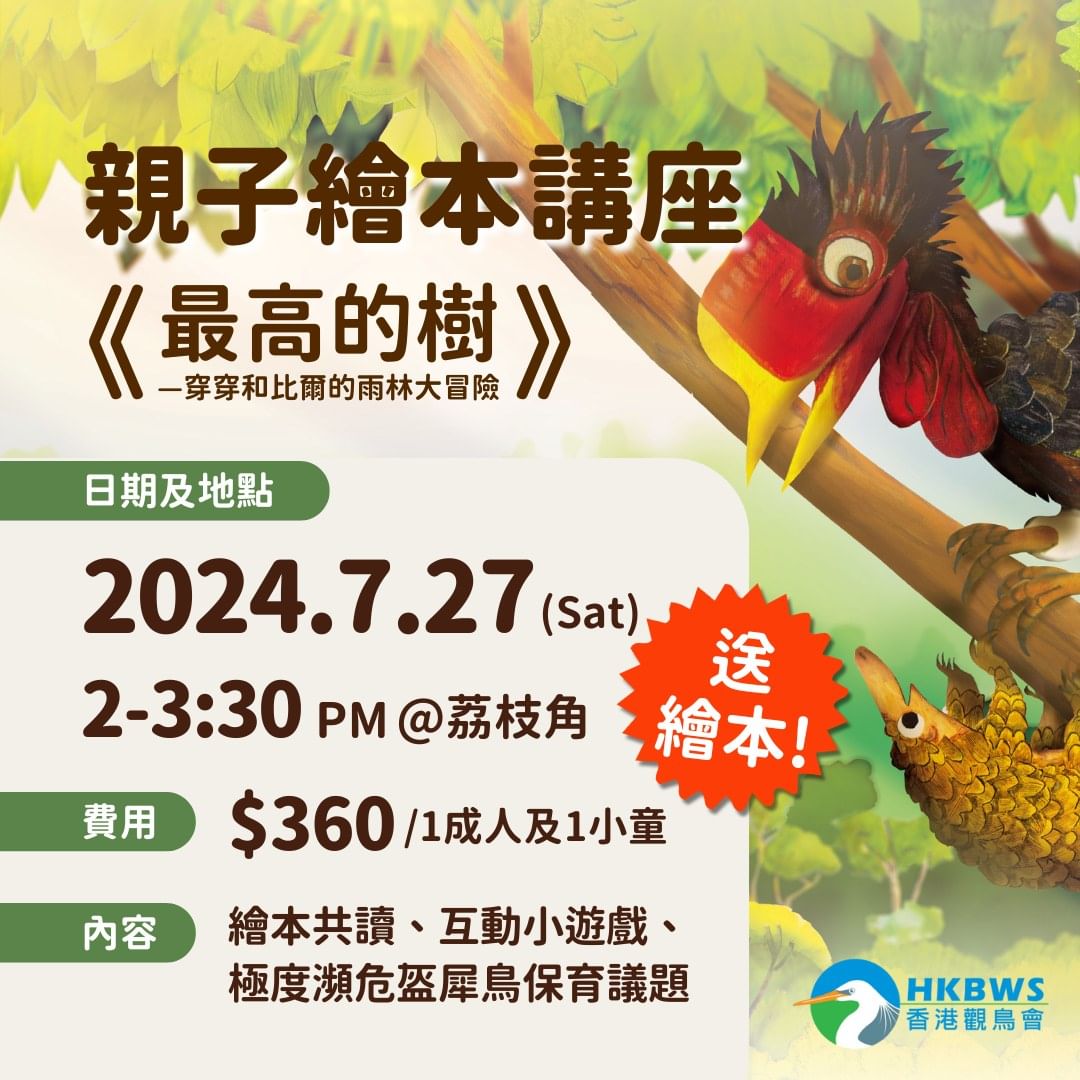 親子繪本講座
《最高的樹
—穿穿和比爾的雨林大冒險》
日期及地點
2024.7.27 (Sat)
2-3:30 PM @荔枝角
送
繪本!
費用
$360 /1成人及1小童
內容
繪本共讀、互動小遊戲、
極度瀕危盔犀鳥保育議題
HKBWS
香港觀鳥會